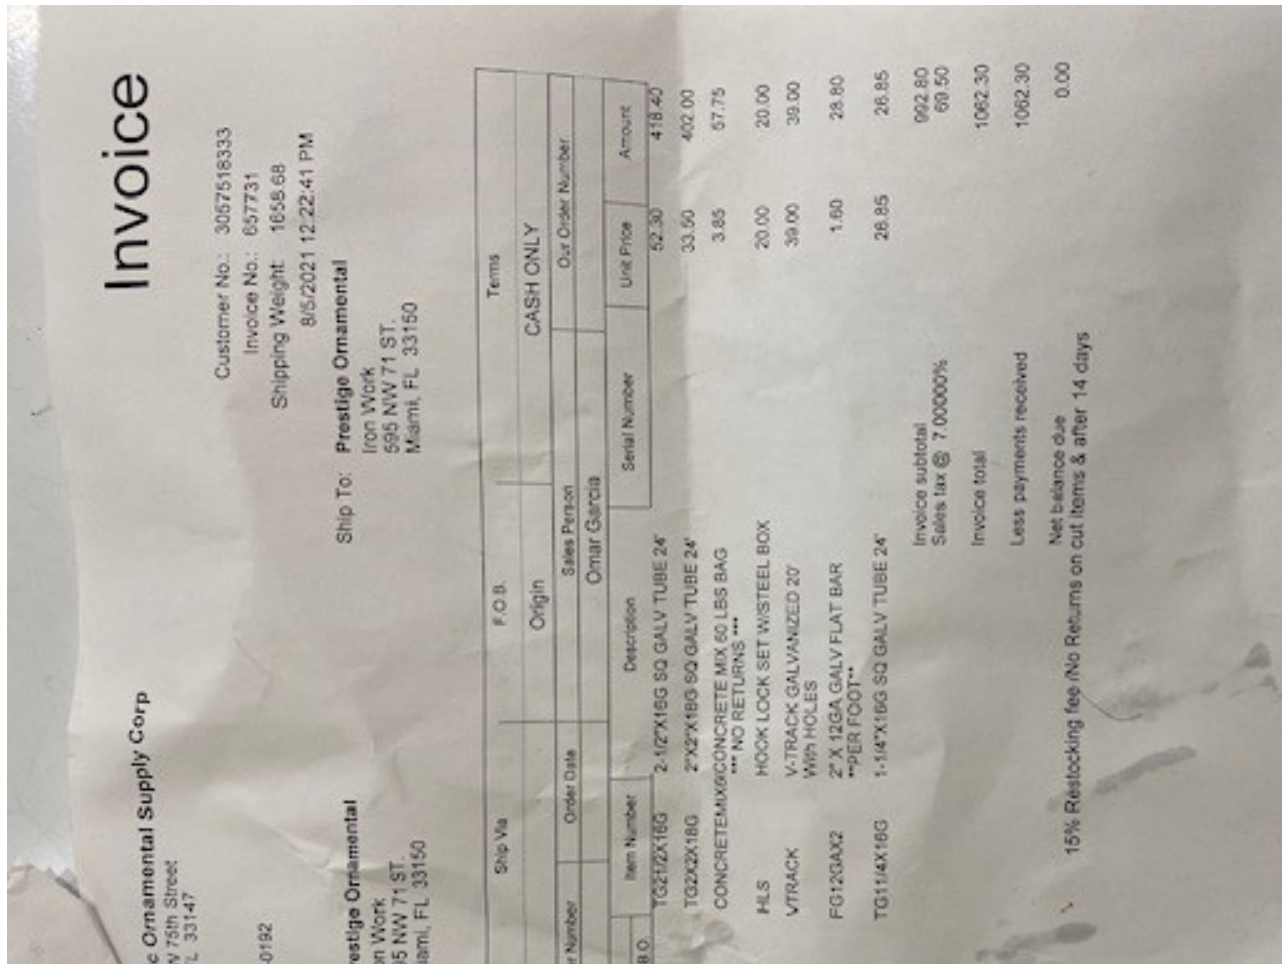 Invoice
c Ornamental Supply Corp
75th Street
33147
-0192
Customer No.: 3057518333
Invoice No.: 657731
Shipping Weight: 1658.68
8/5/2021 12:22:41 PM
estige Ornamental
n Work
5 NW 71 ST.
iami, FL 33150
Ship To: Prestige Ornamental
Iron Work
595 NW 71 ST.
Miami, FL 33150
Ship Via F.O.B. Terms
Origin CASH ONLY
r Number Order Date Sales Person Our Order Number
Omar Garcia
B.O. Item Number Description Serial Number Unit Price Amount
TG21/2X16G 2-1/2"X16G SQ GALV TUBE 24' 52.30 418.40
TG2X2X18G 2"X2"X18G SQ GALV TUBE 24' 33.50 402.00
CONCRETEMIX6CONCRETE MIX 60 LBS BAG 3.85 57.75
*** NO RETURNS ***
HLS HOOK LOCK SET W/STEEL BOX 20.00 20.00
VTRACK V-TRACK GALVANIZED 20' 39.00 39.00
With HOLES
FG12GAX2 2" X 12GA GALV FLAT BAR 1.60 28.80
**PER FOOT**
TG11/4X16G 1-1/4"X16G SQ GALV TUBE 24' 26.85 26.85
Invoice subtotal 992.80
Sales tax @ 7.00000% 69.50
Invoice total 1062.30
Less payments received 1062.30
Net balance due 0.00
15% Restocking fee /No Returns on cut items & after 14 days